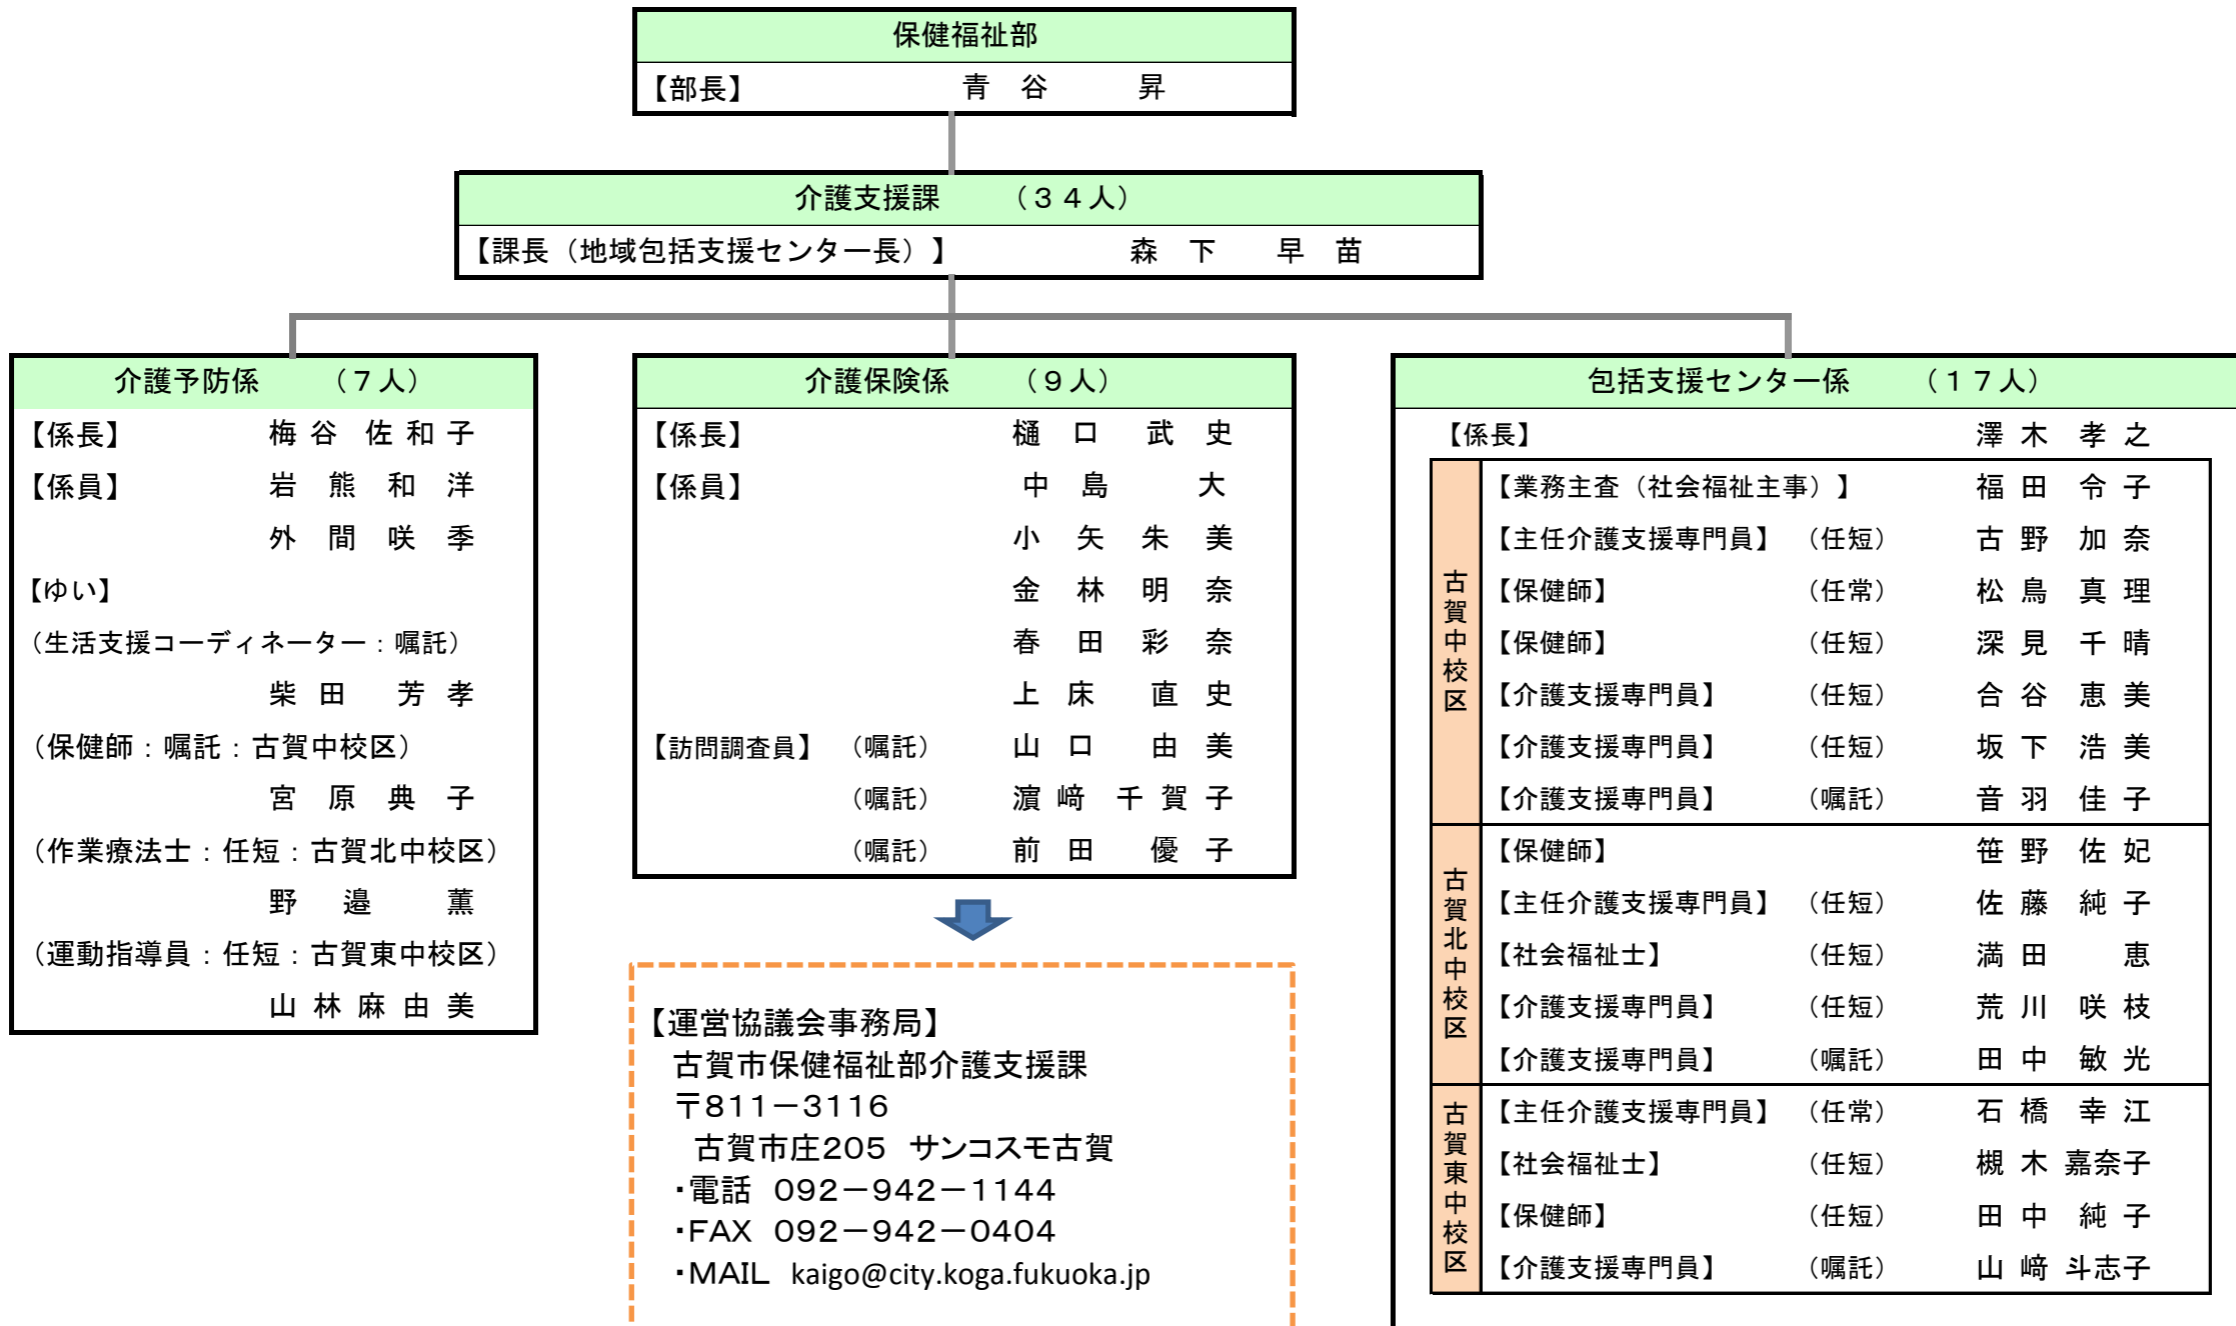 保健福祉部
【部長】 青谷 昇
介護支援課 （３４人）
【課長（地域包括支援センター長）】 森下 早苗
介護予防係 （７人）
【係長】 梅谷 佐和子
【係員】 岩熊和洋
外間咲季
【ゆい】
（生活支援コーディネーター：嘱託）
柴田 芳孝
（保健師：嘱託：古賀中校区）
宮原典子
（作業療法士：任短：古賀北中校区）
野邉 薫
（運動指導員：任短：古賀東中校区）
山林麻由美
介護保険係 （９人）
【係長】 樋口 武史
【係員】 中島 大
小矢朱美
金林明奈
春田彩奈
上床 直史
【訪問調査員】 （嘱託） 山口 由美
（嘱託） 濵﨑 千賀子
（嘱託） 前田 優子
【運営協議会事務局】
古賀市保健福祉部介護支援課
〒811－3116
古賀市庄205 サンコスモ古賀
・電話 092－942－1144
・FAX 092－942－0404
・MAIL kaigo@city.koga.fukuoka.jp
包括支援センター係 （１７人）
【係長】 澤木 孝之
古賀中校区
【業務主査（社会福祉主事）】 福田 令子
【主任介護支援専門員】 （任短） 古野 加奈
【保健師】 （任常） 松鳥 真理
【保健師】 （任短） 深見 千晴
【介護支援専門員】 （任短） 合谷 恵美
【介護支援専門員】 （任短） 坂下 浩美
【介護支援専門員】 （嘱託） 音羽 佳子
古賀北中校区
【保健師】 笹野 佐妃
【主任介護支援専門員】 （任短） 佐藤 純子
【社会福祉士】 （任短） 満田 恵
【介護支援専門員】 （任短） 荒川 咲枝
【介護支援専門員】 （嘱託） 田中 敏光
古賀東中校区
【主任介護支援専門員】 （任常） 石橋 幸江
【社会福祉士】 （任短） 槻木 嘉奈子
【保健師】 （任短） 田中 純子
【介護支援専門員】 （嘱託） 山﨑 斗志子